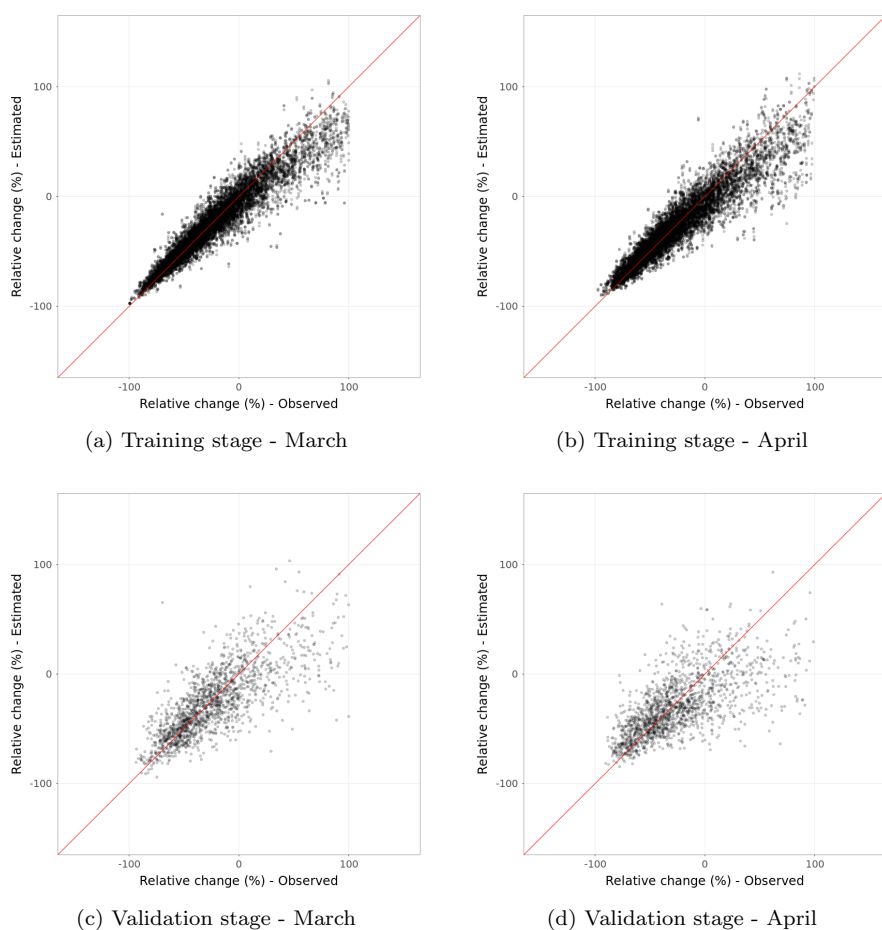 100
0
-100
-100
0
100
Relative change (%) - Estimated
Relative change (%) - Observed
(a) Training stage - March
100
0
-100
-100
0
100
Relative change (%) - Estimated
Relative change (%) - Observed
(b) Training stage - April
100
0
-100
-100
0
100
Relative change (%) - Estimated
Relative change (%) - Observed
(c) Validation stage - March
100
0
-100
-100
0
100
Relative change (%) - Estimated
Relative change (%) - Observed
(d) Validation stage - April